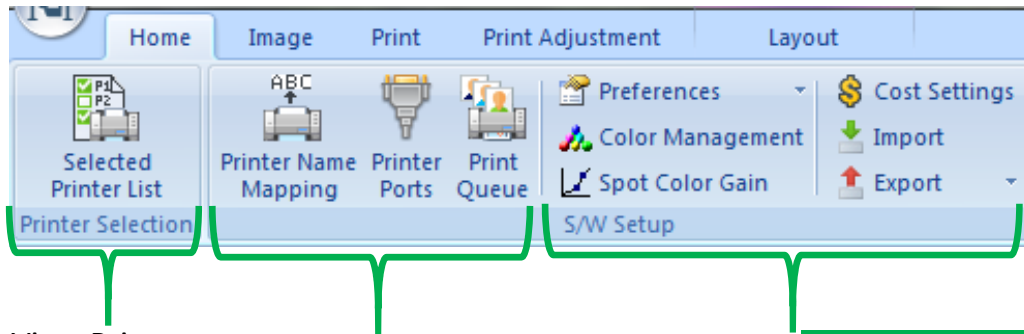 Home Image Print Print Adjustment Layout
P1
P2
Selected
Printer List
ABC
Printer Name
Mapping
Printer
Ports
Print
Queue
Preferences
Color Management
Spot Color Gain
Cost Settings
Import
Export
Printer Selection
S/W Setup